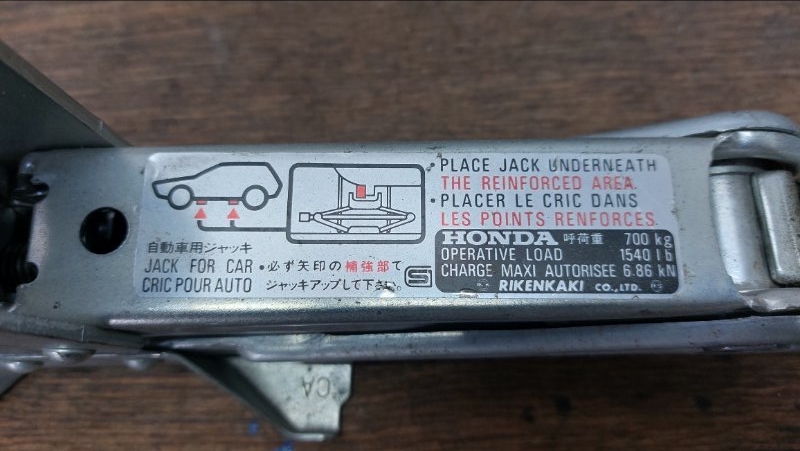 自動車用ジャッキ
JACK FOR CAR
CRIC POUR AUTO
•必ず矢印の補強部で
ジャッキアップして下さい。
•PLACE JACK UNDERNEATH
THE REINFORCED AREA.
•PLACER LE CRIC DANS
LES POINTS RENFORCES.
HONDA 呼荷重 700 kg
OPERATIVE LOAD 1540 lb
CHARGE MAXI AUTORISEE 6.86 kN
RIKENKAKI CO.,LTD.
CA